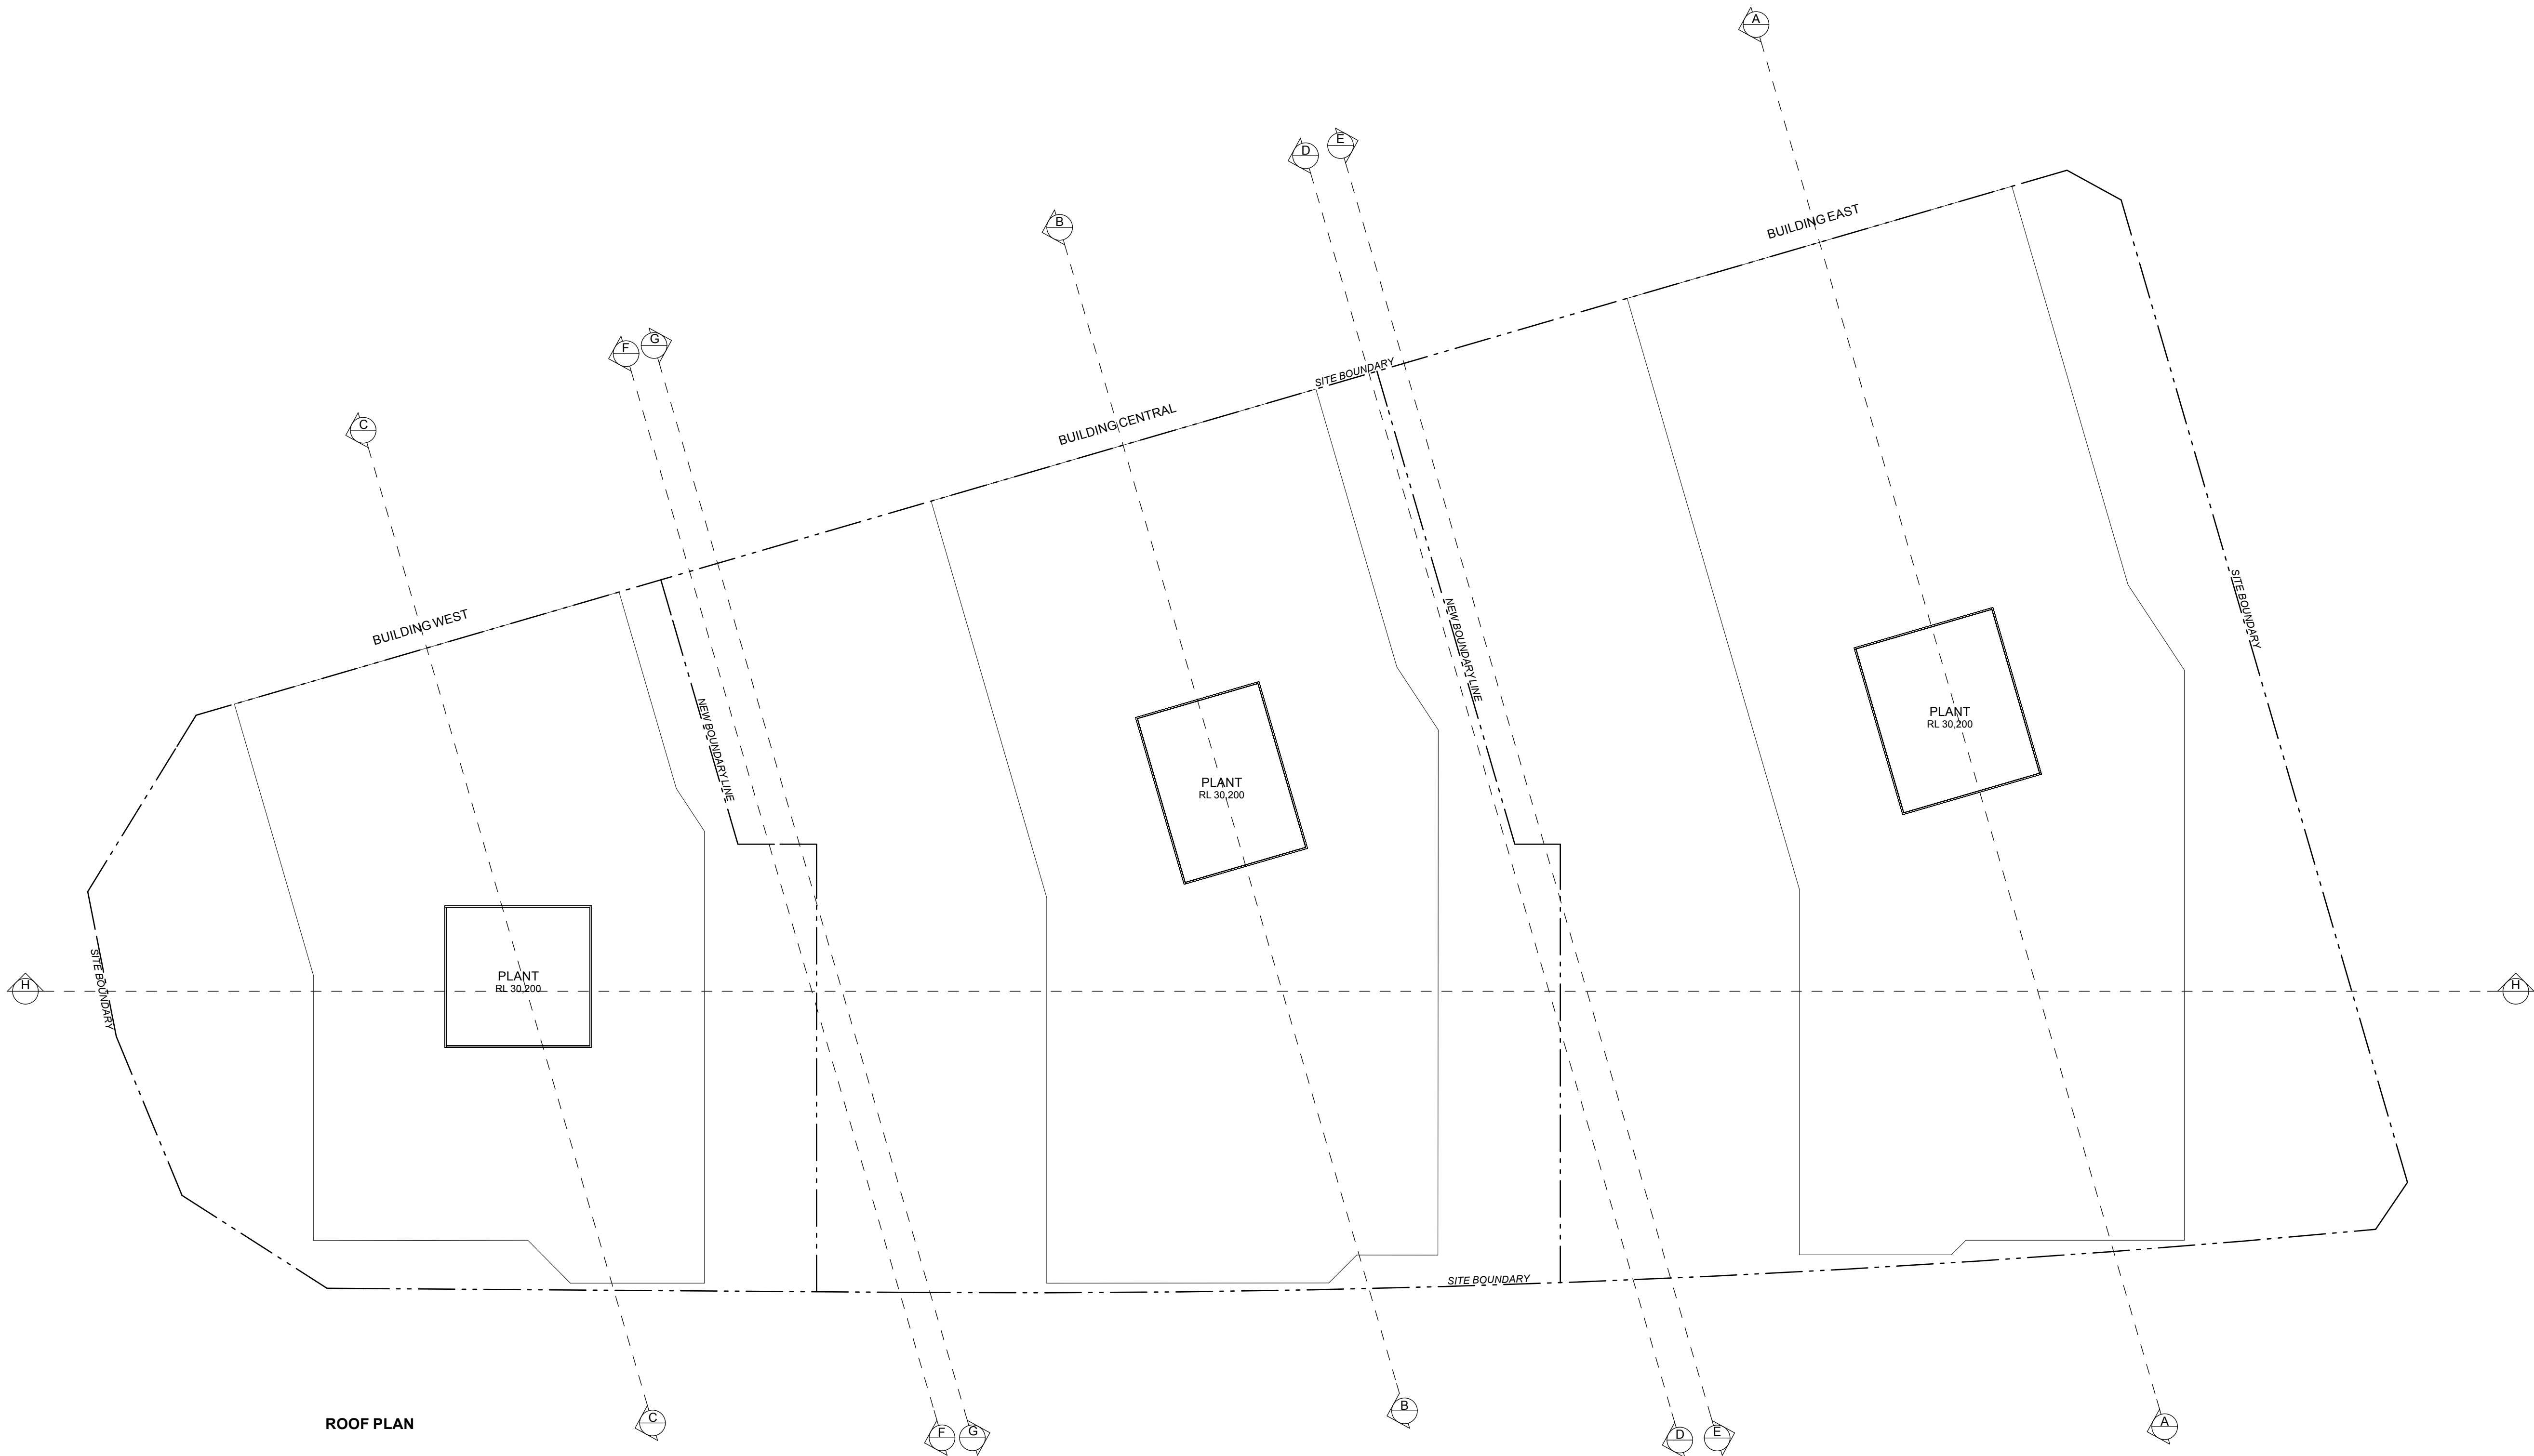 A
D
E
B
BUILDING EAST
F
G
SITE BOUNDARY
BUILDING CENTRAL
C
BUILDING WEST
SITE BOUNDARY
NEW BOUNDARY LINE
NEW BOUNDARY LINE
PLANT
RL 30,200
PLANT
RL 30,200
PLANT
RL 30,200
SITE BOUNDARY
H
H
SITE BOUNDARY
ROOF PLAN
C
F
G
B
D
E
A